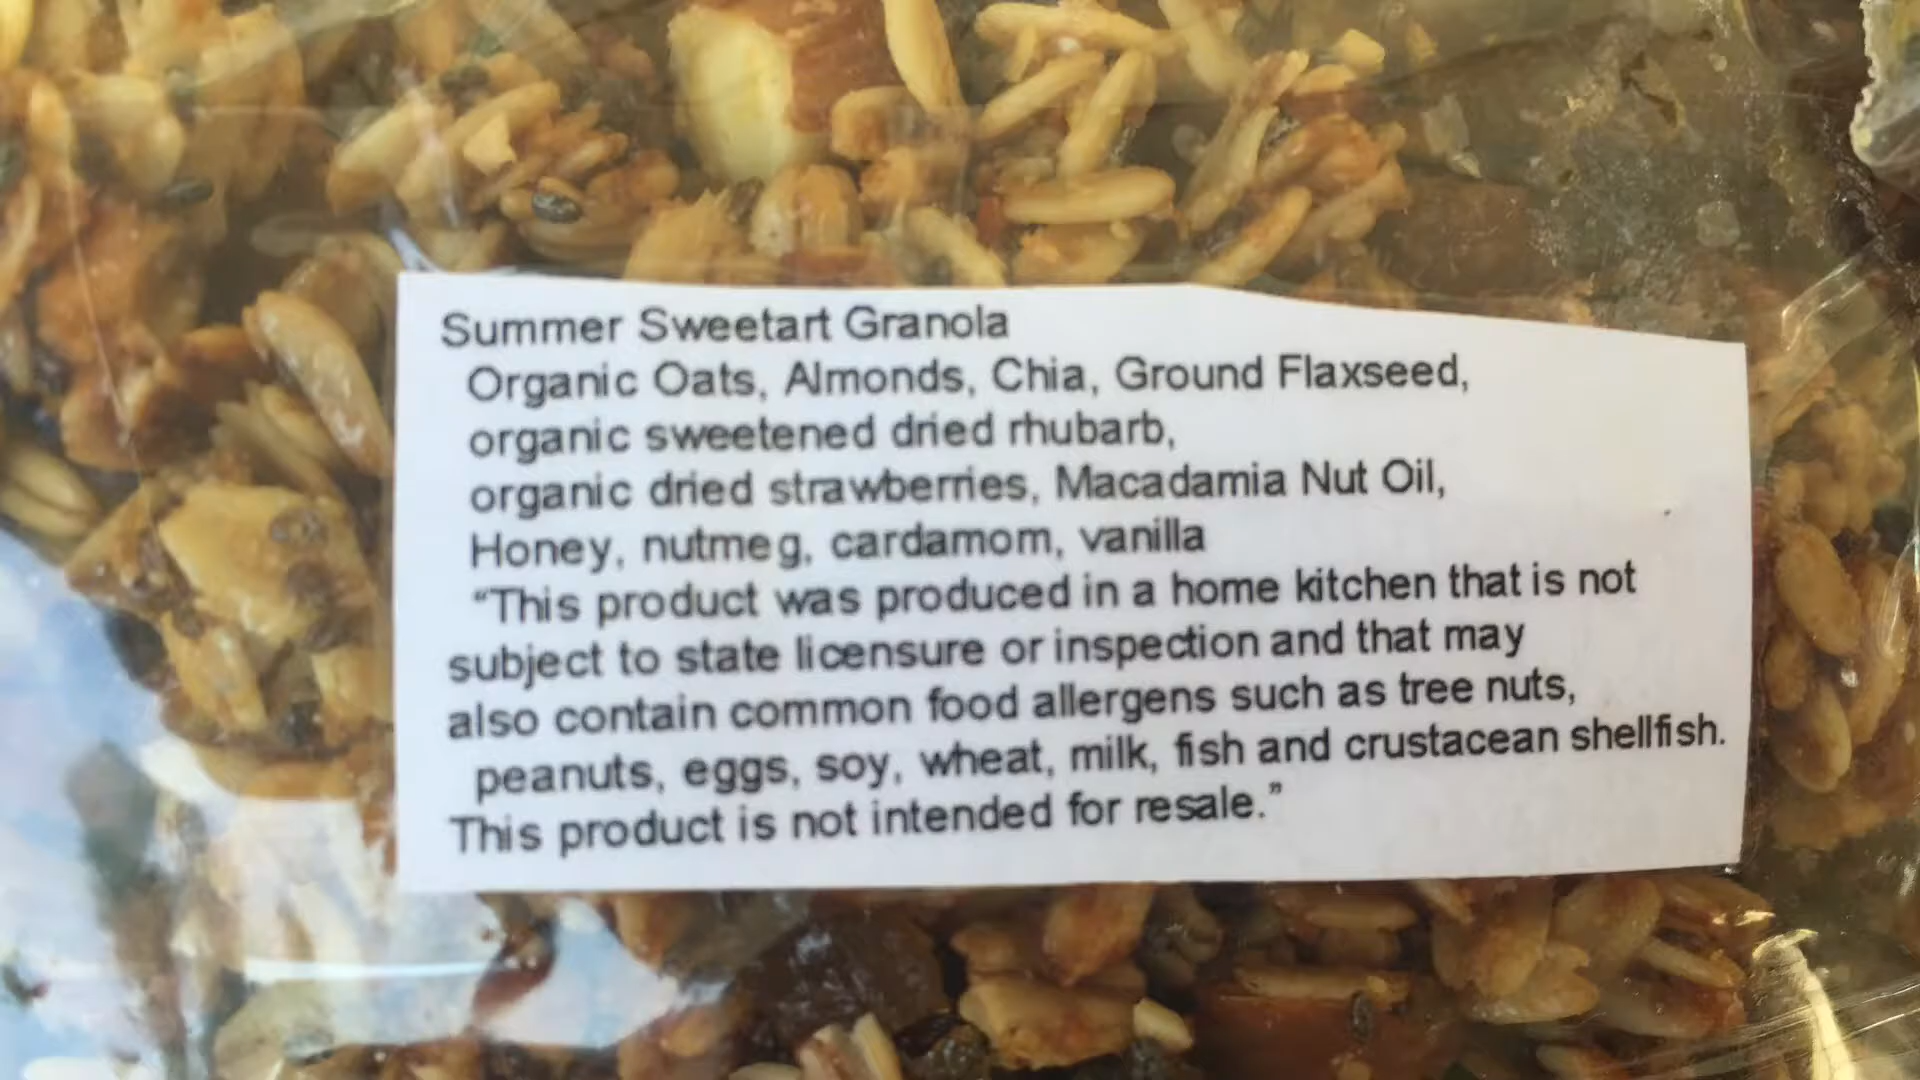 Summer Sweetart Granola
Organic Oats, Almonds, Chia, Ground Flaxseed,
organic sweetened dried rhubarb,
organic dried strawberries, Macadamia Nut Oil,
Honey, nutmeg, cardamom, vanilla
“This product was produced in a home kitchen that is not
subject to state licensure or inspection and that may
also contain common food allergens such as tree nuts,
peanuts, eggs, soy, wheat, milk, fish and crustacean shellfish.
This product is not intended for resale.”